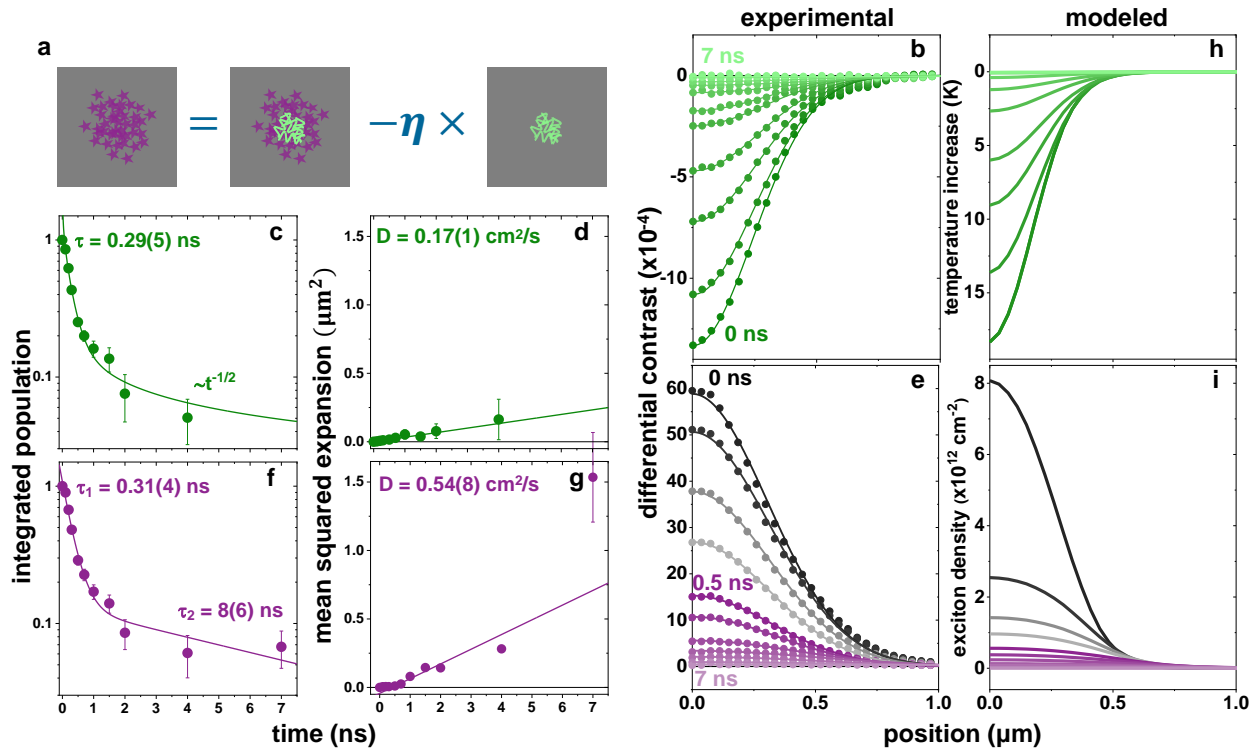 experimental
modeled
a
= −η ×
b
7 ns
0
-5
-10
0 ns
differential contrast (x10-4)
h
0
5
10
15
temperature increase (K)
c
τ = 0.29(5) ns
~t-1/2
1
0.1
d
D = 0.17(1) cm2/s
1.5
1.0
0.5
0.0
integrated population
mean squared expansion (μm2)
f
τ1 = 0.31(4) ns
τ2 = 8(6) ns
1
0.1
0 1 2 3 4 5 6 7
g
D = 0.54(8) cm2/s
1.5
1.0
0.5
0.0
0 1 2 3 4 5 6 7
time (ns)
e
0 ns
0.5 ns
7 ns
60
55
50
45
40
35
30
25
20
15
10
5
0
0.0 0.5 1.0
i
8
6
4
2
0
exciton density (x1012 cm-2)
0.0 0.5 1.0
position (μm)